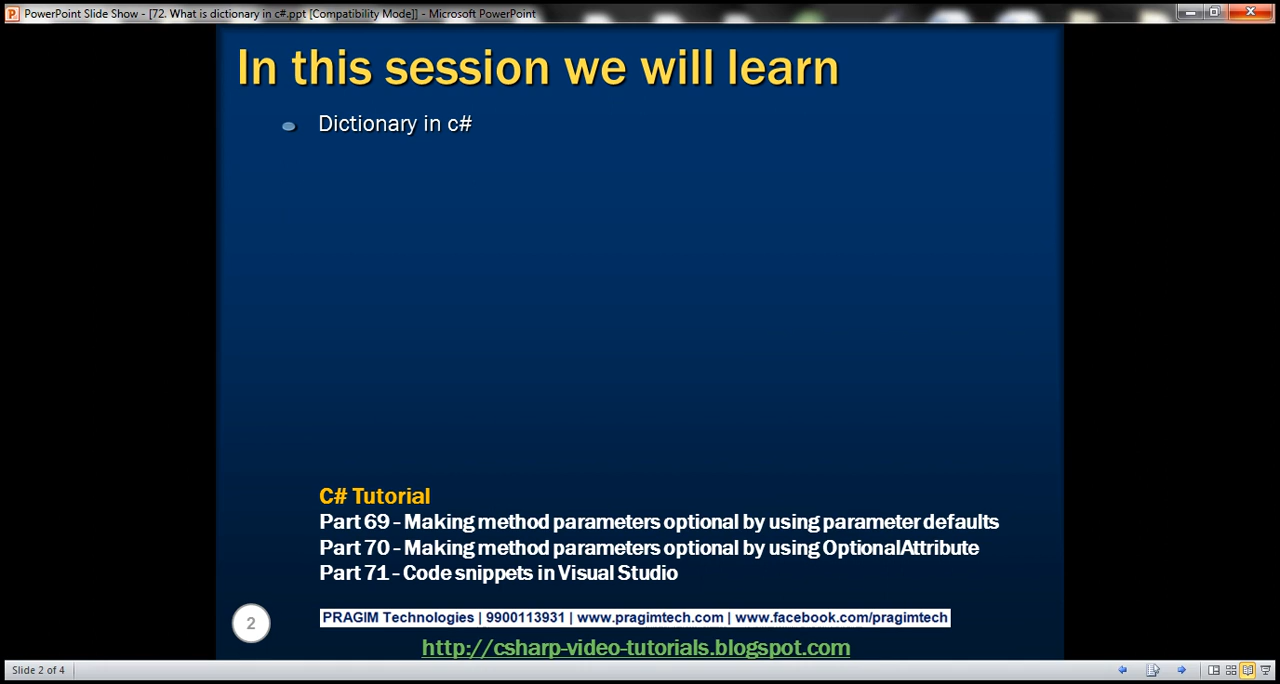 PowerPoint Slide Show - [72. What is dictionary in c#.ppt [Compatibility Mode]] - Microsoft PowerPoint
In this session we will learn
Dictionary in c#
C# Tutorial
Part 69 - Making method parameters optional by using parameter defaults
Part 70 - Making method parameters optional by using OptionalAttribute
Part 71 - Code snippets in Visual Studio
2
PRAGIM Technologies | 9900113931 | www.pragimtech.com | www.facebook.com/pragimtech
http://csharp-video-tutorials.blogspot.com
Slide 2 of 4